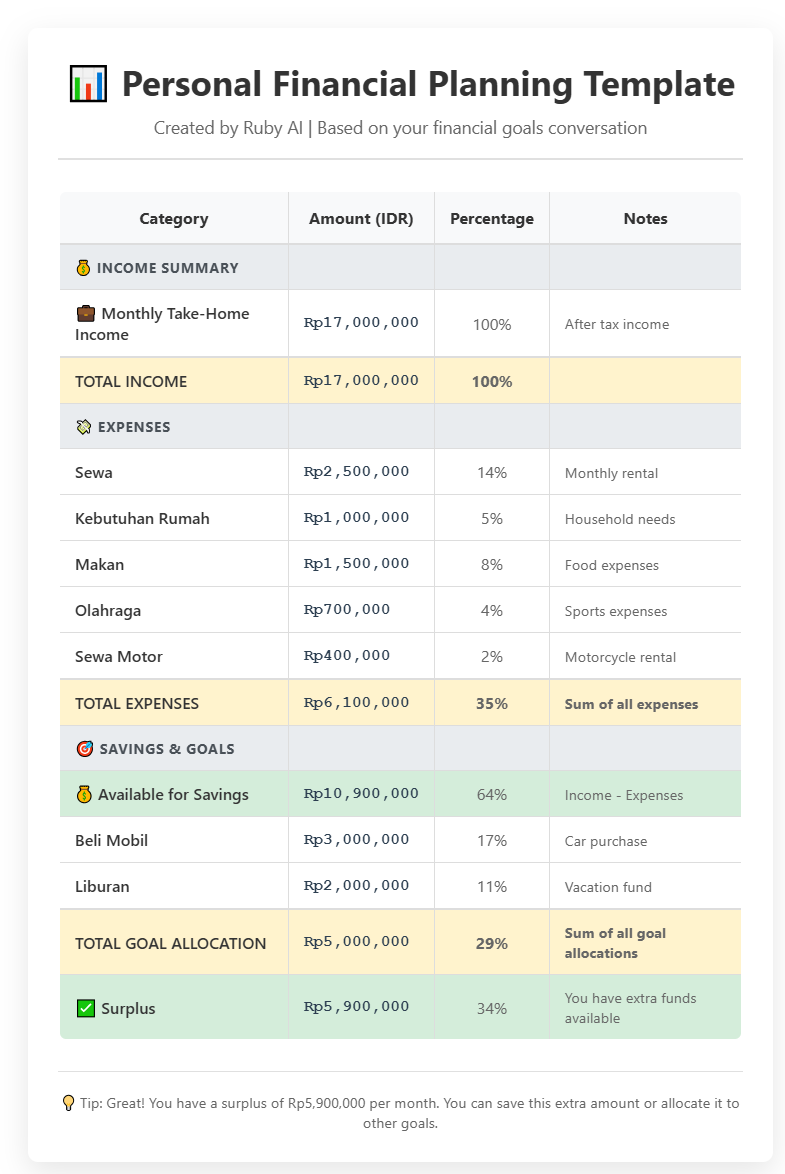 📊 Personal Financial Planning Template
Created by Ruby AI | Based on your financial goals conversation
Category Amount (IDR) Percentage Notes
💰 INCOME SUMMARY
💼 Monthly Take-Home
Income
Rp17,000,000 100% After tax income
TOTAL INCOME Rp17,000,000 100%
💸 EXPENSES
Sewa Rp2,500,000 14% Monthly rental
Kebutuhan Rumah Rp1,000,000 5% Household needs
Makan Rp1,500,000 8% Food expenses
Olahraga Rp700,000 4% Sports expenses
Sewa Motor Rp400,000 2% Motorcycle rental
TOTAL EXPENSES Rp6,100,000 35% Sum of all expenses
🎯 SAVINGS & GOALS
💰 Available for Savings Rp10,900,000 64% Income - Expenses
Beli Mobil Rp3,000,000 17% Car purchase
Liburan Rp2,000,000 11% Vacation fund
TOTAL GOAL ALLOCATION Rp5,000,000 29% Sum of all goal
allocations
✅ Surplus Rp5,900,000 34% You have extra funds
available
💡 Tip: Great! You have a surplus of Rp5,900,000 per month. You can save this extra amount or allocate it to
other goals.